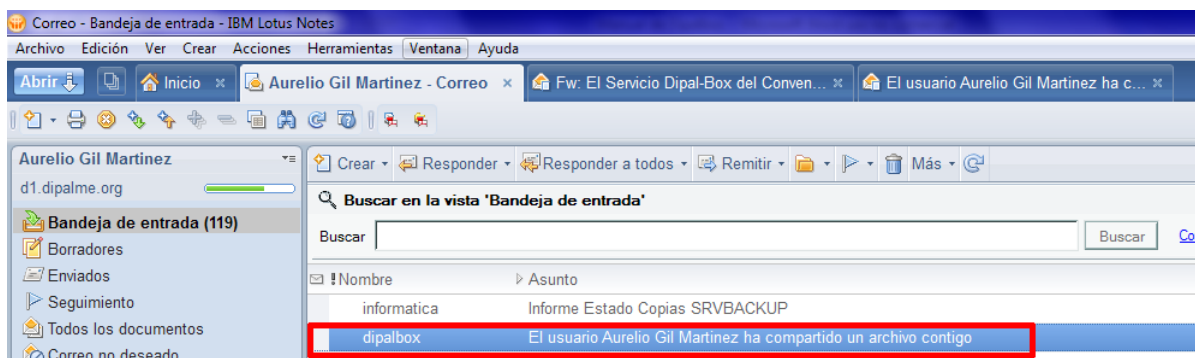 Correo - Bandeja de entrada - IBM Lotus Notes
Archivo Edición Ver Crear Acciones Herramientas Ventana Ayuda
Abrir Inicio Aurelio Gil Martinez - Correo Fw: El Servicio Dipal-Box del Conven... El usuario Aurelio Gil Martinez ha c...
Aurelio Gil Martinez Crear Responder Responder a todos Remitir Más
d1.dipalme.org
Buscar en la vista 'Bandeja de entrada'
Bandeja de entrada (119)
Buscar Buscar Co
Borradores
Enviados
! Nombre Asunto
Seguimiento
informatica Informe Estado Copias SRVBACKUP
Todos los documentos
dipalbox El usuario Aurelio Gil Martinez ha compartido un archivo contigo
Correo no deseado